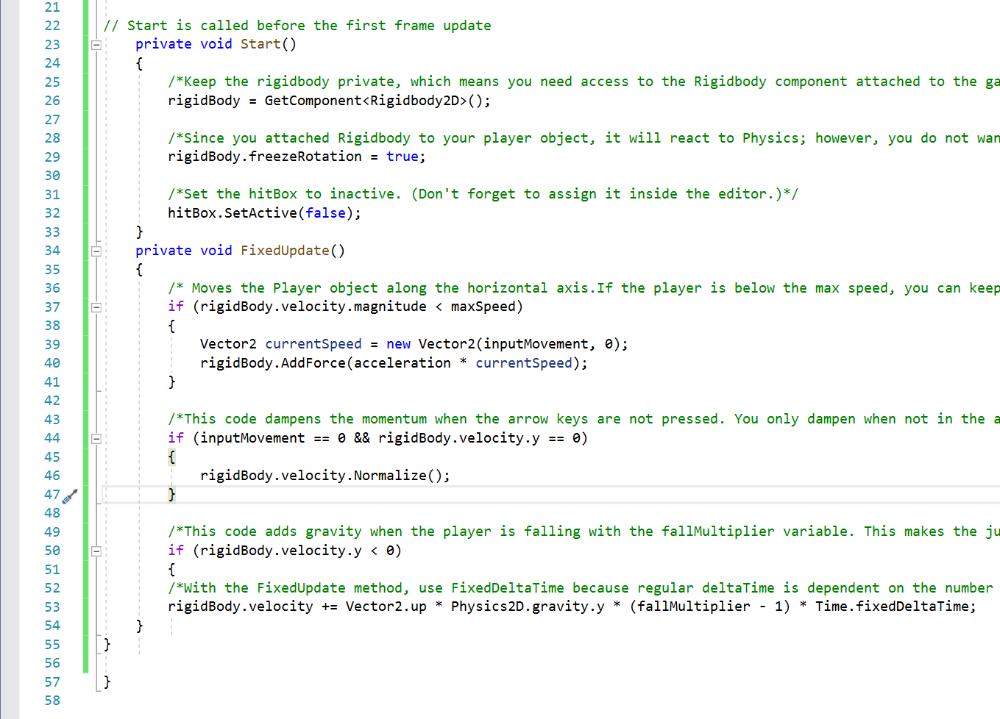 21
22 // Start is called before the first frame update
23 private void Start()
24 {
25 /*Keep the rigidbody private, which means you need access to the Rigidbody component attached to the ga
26 rigidBody = GetComponent<Rigidbody2D>();
27
28 /*Since you attached Rigidbody to your player object, it will react to Physics; however, you do not wan
29 rigidBody.freezeRotation = true;
30
31 /*Set the hitBox to inactive. (Don't forget to assign it inside the editor.)*/
32 hitBox.SetActive(false);
33 }
34 private void FixedUpdate()
35 {
36 /* Moves the Player object along the horizontal axis.If the player is below the max speed, you can keep
37 if (rigidBody.velocity.magnitude < maxSpeed)
38 {
39 Vector2 currentSpeed = new Vector2(inputMovement, 0);
40 rigidBody.AddForce(acceleration * currentSpeed);
41 }
42
43 /*This code dampens the momentum when the arrow keys are not pressed. You only dampen when not in the a
44 if (inputMovement == 0 && rigidBody.velocity.y == 0)
45 {
46 rigidBody.velocity.Normalize();
47 }
48
49 /*This code adds gravity when the player is falling with the fallMultiplier variable. This makes the ju
50 if (rigidBody.velocity.y < 0)
51 {
52 /*With the FixedUpdate method, use FixedDeltaTime because regular deltaTime is dependent on the number
53 rigidBody.velocity += Vector2.up * Physics2D.gravity.y * (fallMultiplier - 1) * Time.fixedDeltaTime;
54 }
55 }
56
57 }
58